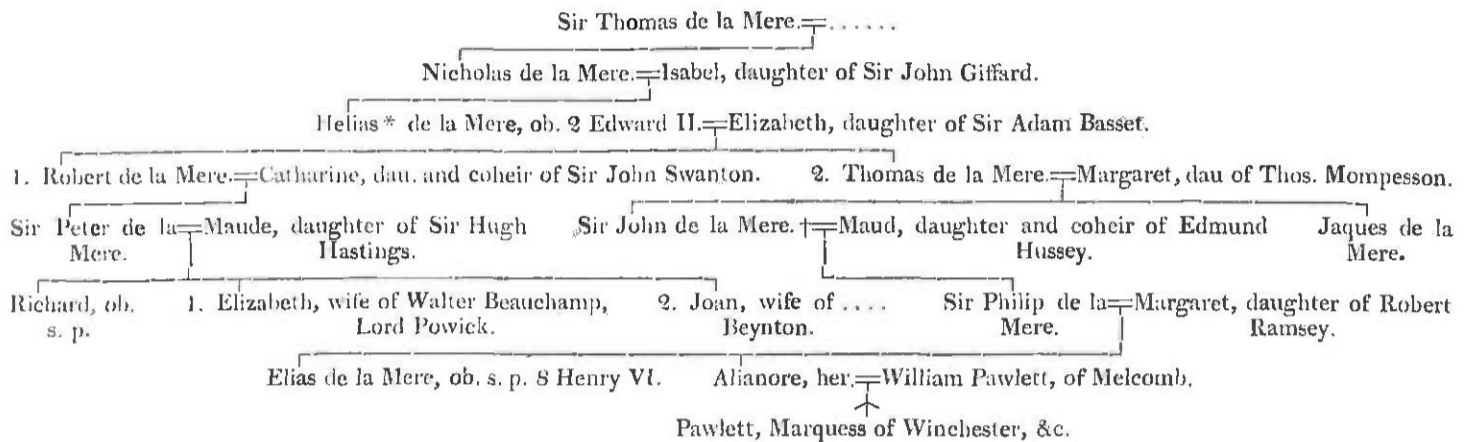 Sir Thomas de la Mere.=......
Nicholas de la Mere.=Isabel, daughter of Sir John Giffard.
Helias * de la Mere, ob. 2 Edward II.=Elizabeth, daughter of Sir Adam Basset.
1. Robert de la Mere.=Catharine, dau. and coheir of Sir John Swanton. 2. Thomas de la Mere.=Margaret, dau of Thos. Mompesson.
Sir Peter de la=Maude, daughter of Sir Hugh Sir John de la Mere. †=Maud, daughter and coheir of Edmund Jaques de la
Mere. Hastings. Hussey. Mere.
Richard, ob. 1. Elizabeth, wife of Walter Beauchamp, 2. Joan, wife of .... Sir Philip de la=Margaret, daughter of Robert
s. p. Lord Powick. Beynton. Mere. Ramsey.
Elias de la Mere, ob. s. p. 8 Henry VI. Alianore, her.=William Pawlett, of Melcomb.
Pawlett, Marquess of Winchester, &c.